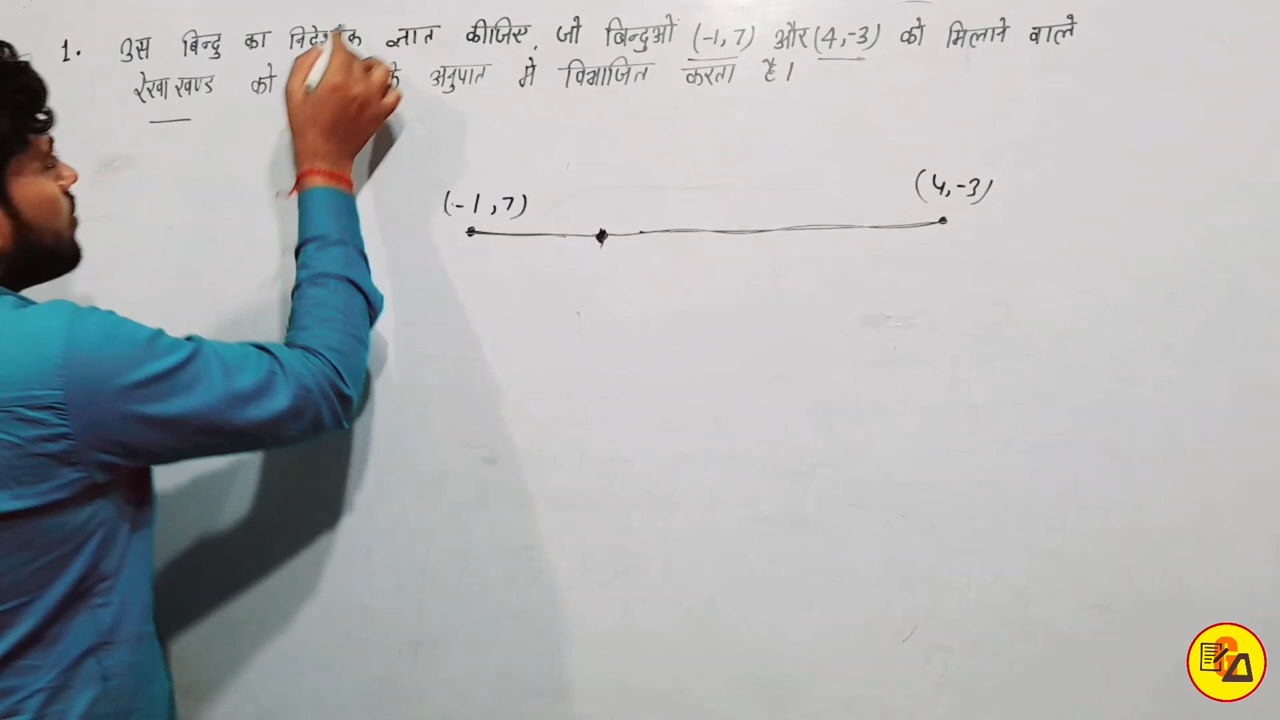 1. उस बिन्दु का निर्देशांक ज्ञात कीजिए, जो बिन्दुओं (-1, 7) और (4, -3) को मिलाने वाले
रेखाखण्ड को के अनुपात मे विभाजित करता है।
(-1, 7) (4, -3)